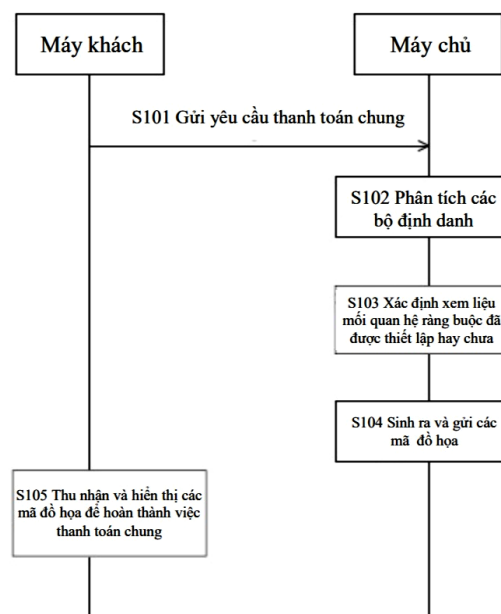 Máy khách
Máy chủ
S101 Gửi yêu cầu thanh toán chung
S102 Phân tích các
bộ định danh
S103 Xác định xem liệu
mối quan hệ ràng buộc đã
được thiết lập hay chưa
S104 Sinh ra và gửi các
mã đồ họa
S105 Thu nhận và hiển thị các
mã đồ họa để hoàn thành việc
thanh toán chung